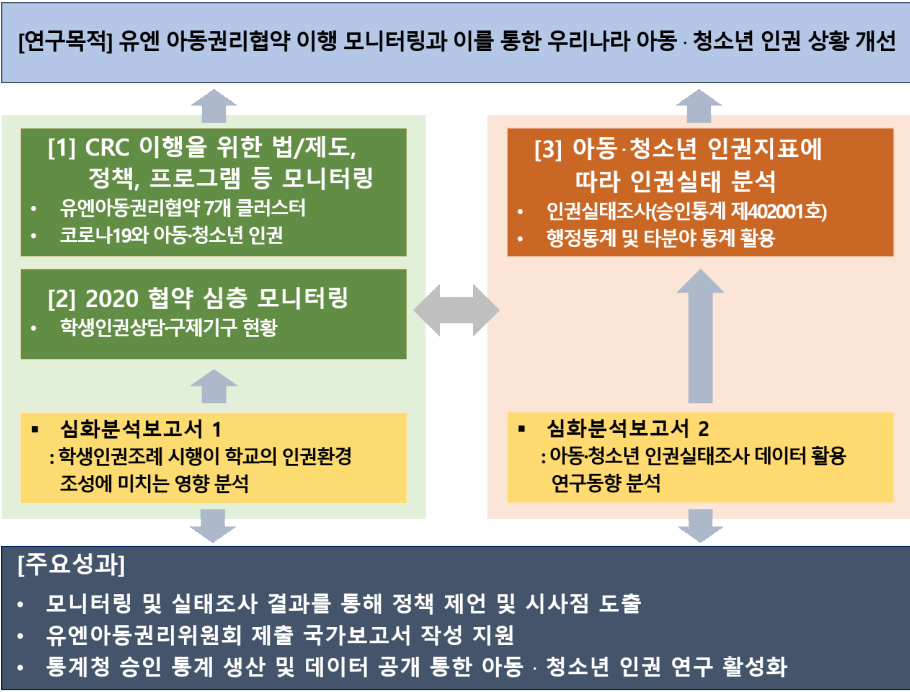 [연구목적] 유엔 아동권리협약 이행 모니터링과 이를 통한 우리나라 아동 · 청소년 인권 상황 개선
[1] CRC 이행을 위한 법/제도,
정책, 프로그램 등 모니터링
• 유엔아동권리협약 7개 클러스터
• 코로나19와 아동·청소년 인권
[2] 2020 협약 심층 모니터링
• 학생인권상담·구제기구 현황
▪ 심화분석보고서 1
: 학생인권조례 시행이 학교의 인권환경
조성에 미치는 영향 분석
[3] 아동·청소년 인권지표에
따라 인권실태 분석
• 인권실태조사(승인통계 제402001호)
• 행정통계 및 타분야 통계 활용
▪ 심화분석보고서 2
: 아동·청소년 인권실태조사 데이터 활용
연구동향 분석
[주요성과]
• 모니터링 및 실태조사 결과를 통해 정책 제언 및 시사점 도출
• 유엔아동권리위원회 제출 국가보고서 작성 지원
• 통계청 승인 통계 생산 및 데이터 공개 통한 아동 · 청소년 인권 연구 활성화